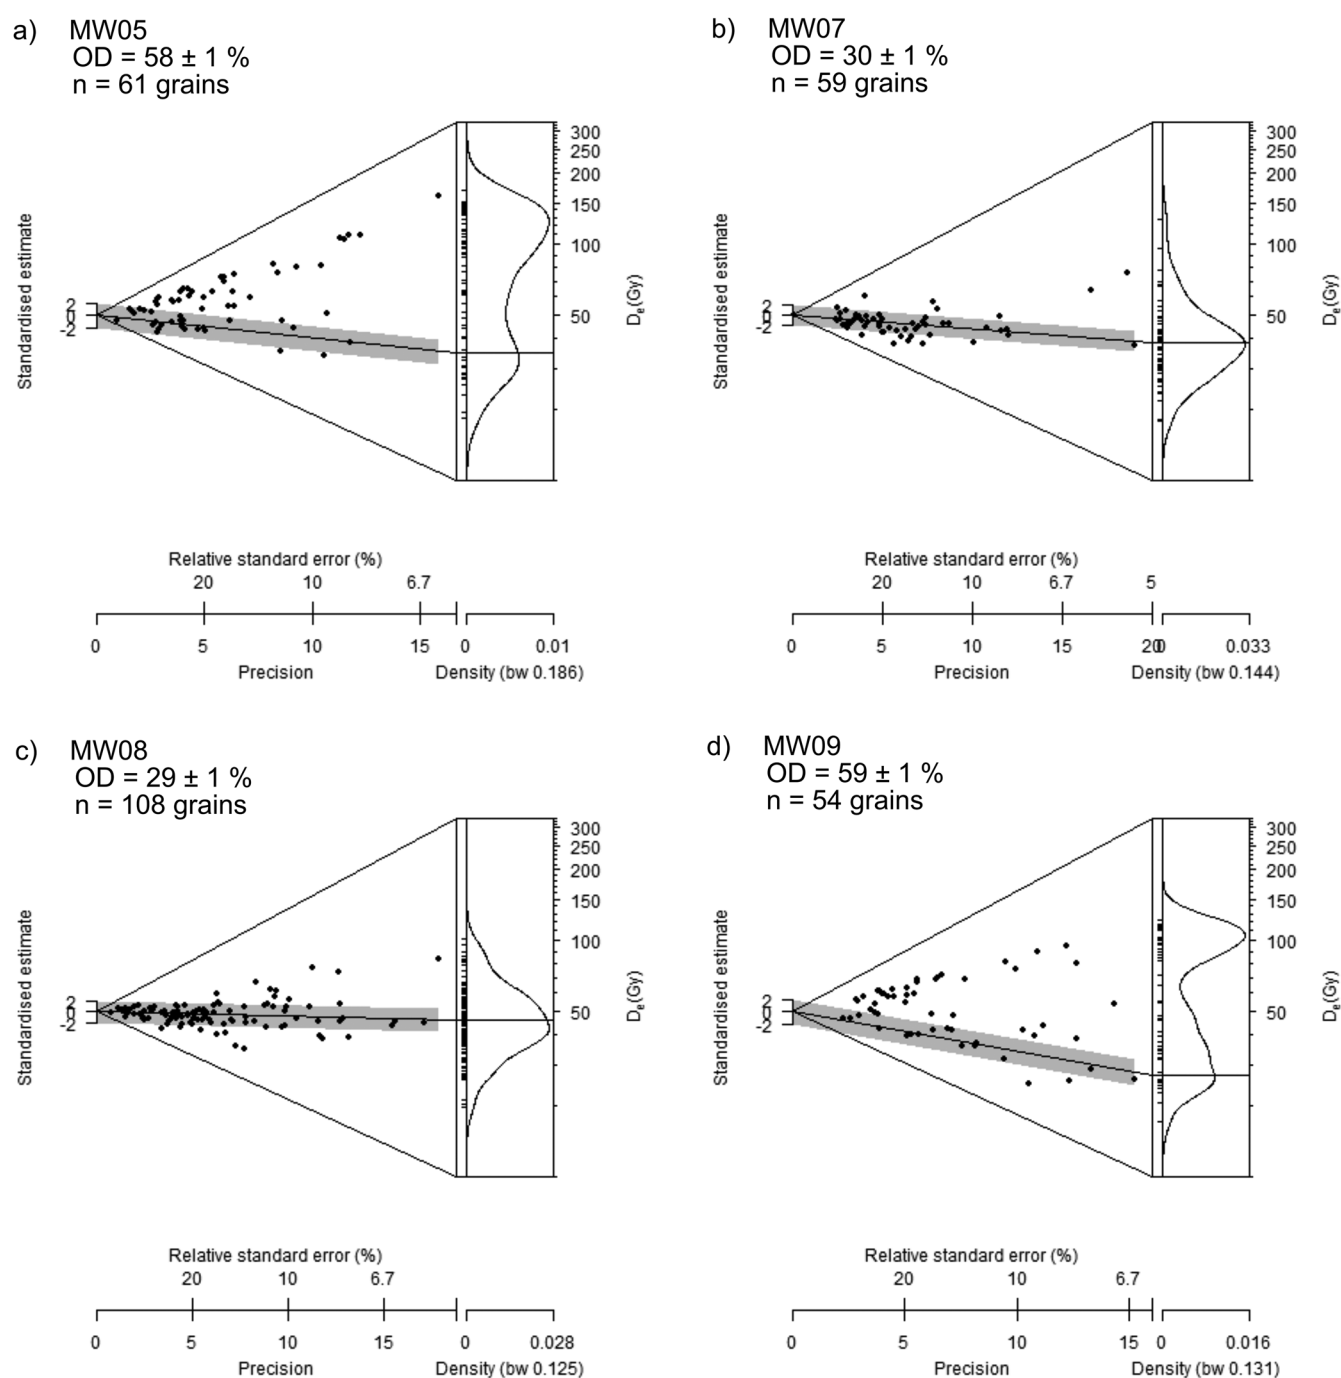 a) MW05
OD = 58 ± 1 %
n = 61 grains
Standardised estimate
2
0
-2
300
250
200
150
100
50
De(Gy)
Relative standard error (%)
20 10 6.7
0 5 10 15 0 0.01
Precision Density (bw 0.186)
b) MW07
OD = 30 ± 1 %
n = 59 grains
Standardised estimate
2
0
-2
300
250
200
150
100
50
De(Gy)
Relative standard error (%)
20 10 6.7 5
0 5 10 15 20 0 0.033
Precision Density (bw 0.144)
c) MW08
OD = 29 ± 1 %
n = 108 grains
Standardised estimate
2
0
-2
300
250
200
150
100
50
De(Gy)
Relative standard error (%)
20 10 6.7
0 5 10 15 0 0.028
Precision Density (bw 0.125)
d) MW09
OD = 59 ± 1 %
n = 54 grains
Standardised estimate
2
0
-2
300
250
200
150
100
50
De(Gy)
Relative standard error (%)
20 10 6.7
0 5 10 15 0 0.016
Precision Density (bw 0.131)